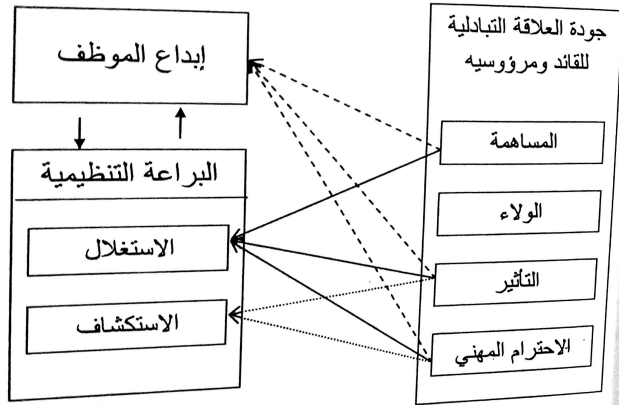 جودة العلاقة التبادلية
للقائد ومرؤوسيه
المساهمة
الولاء
التأثير
الاحترام المهني
إبداع الموظف
البراعة التنظيمية
الاستغلال
الاستكشاف